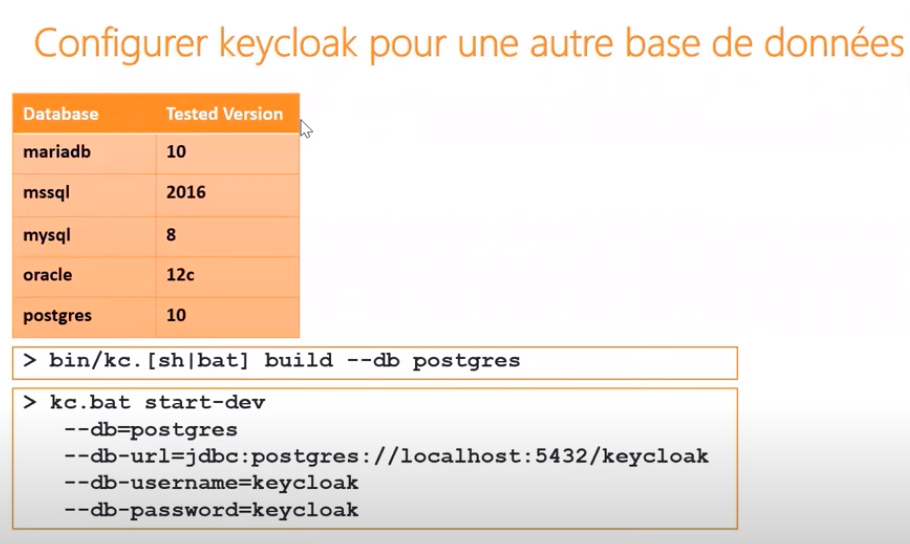 Configurer keycloak pour une autre base de données
Database Tested Version
mariadb 10
mssql 2016
mysql 8
oracle 12c
postgres 10
> bin/kc.[sh|bat] build --db postgres
> kc.bat start-dev
--db=postgres
--db-url=jdbc:postgres://localhost:5432/keycloak
--db-username=keycloak
--db-password=keycloak